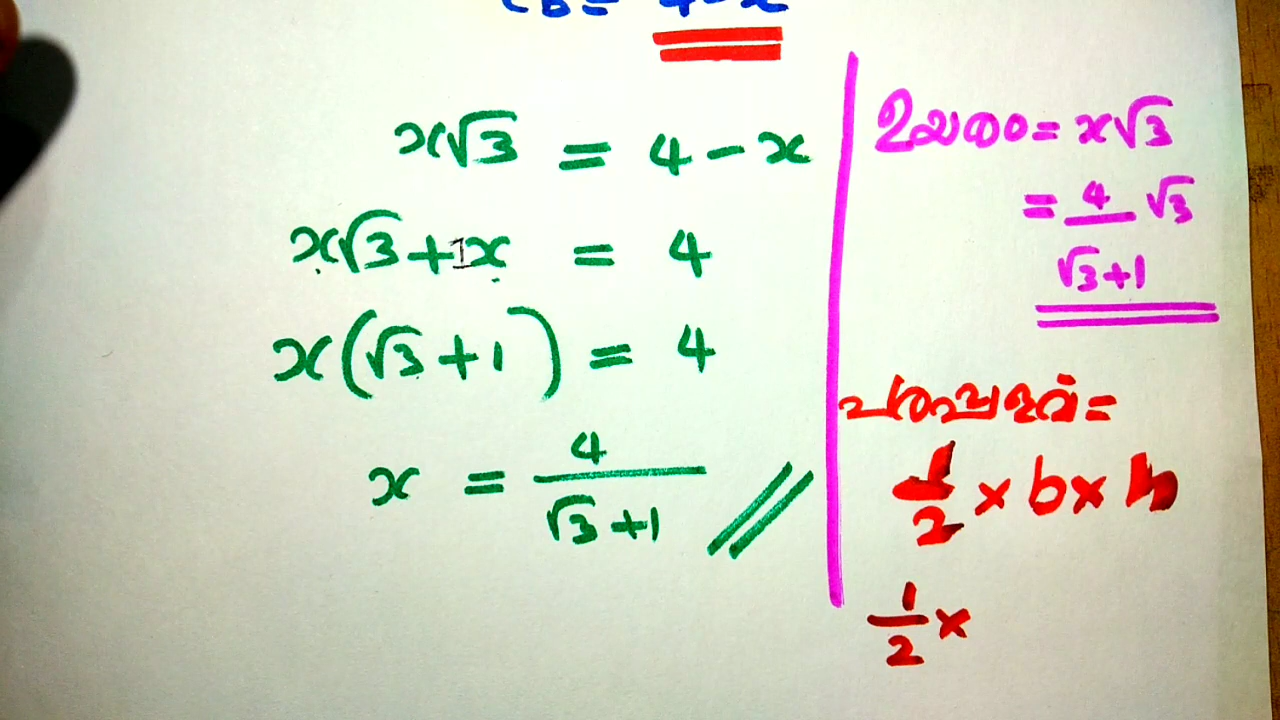 x√3 = 4 - x
x√3 + 1x = 4
x(√3 + 1) = 4
x = 4/(√3 + 1)
ഉയരം = x√3
= 4/(√3 + 1) √3
പരപ്പളവ് =
1/2 × b × h
1/2 ×